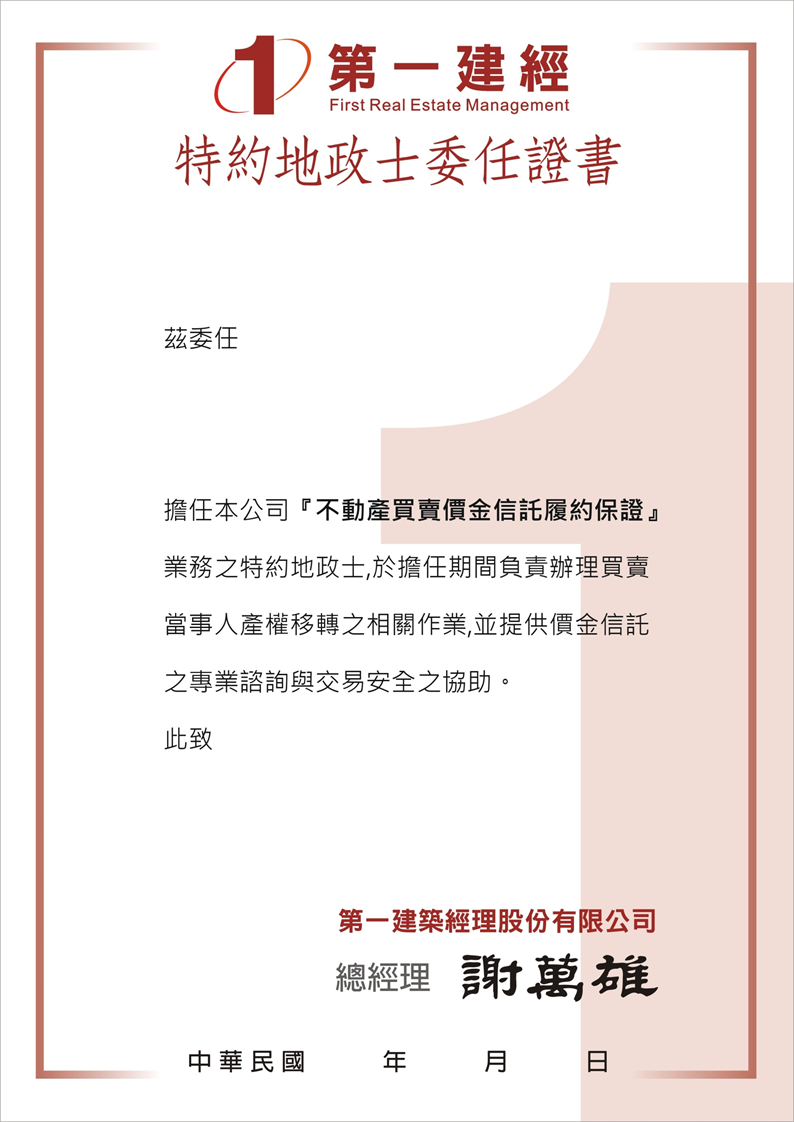 1 第一建經
First Real Estate Management
特約地政士委任證書
茲委任
擔任本公司『不動產買賣價金信託履約保證』
業務之特約地政士,於擔任期間負責辦理買賣
當事人產權移轉之相關作業,並提供價金信託
之專業諮詢與交易安全之協助。
此致
第一建築經理股份有限公司
總經理 謝萬雄
中華民國 年 月 日